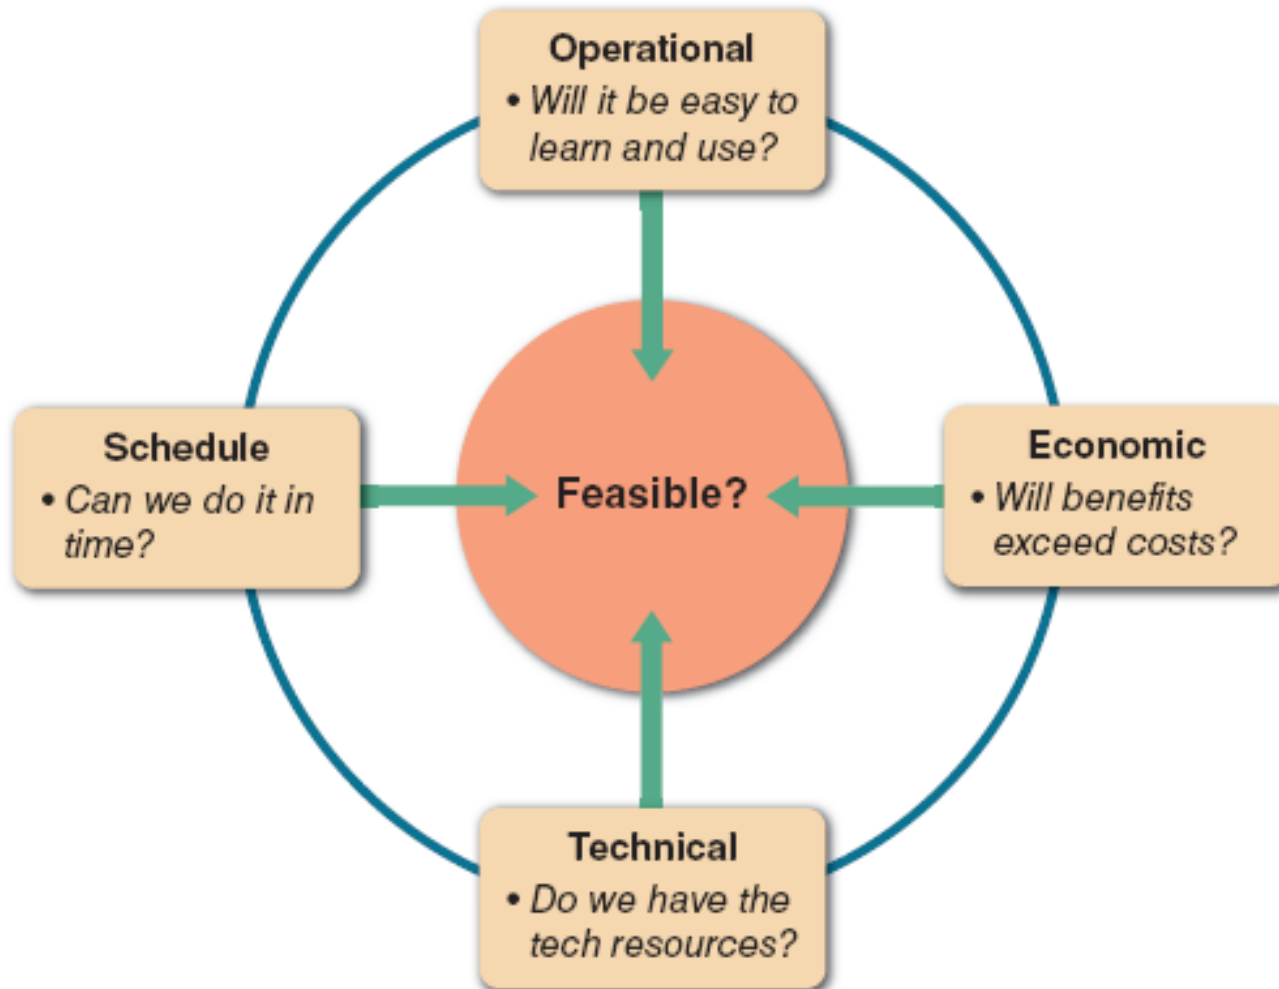 Operational
• Will it be easy to
learn and use?
Schedule
• Can we do it in
time?
Feasible?
Economic
• Will benefits
exceed costs?
Technical
• Do we have the
tech resources?